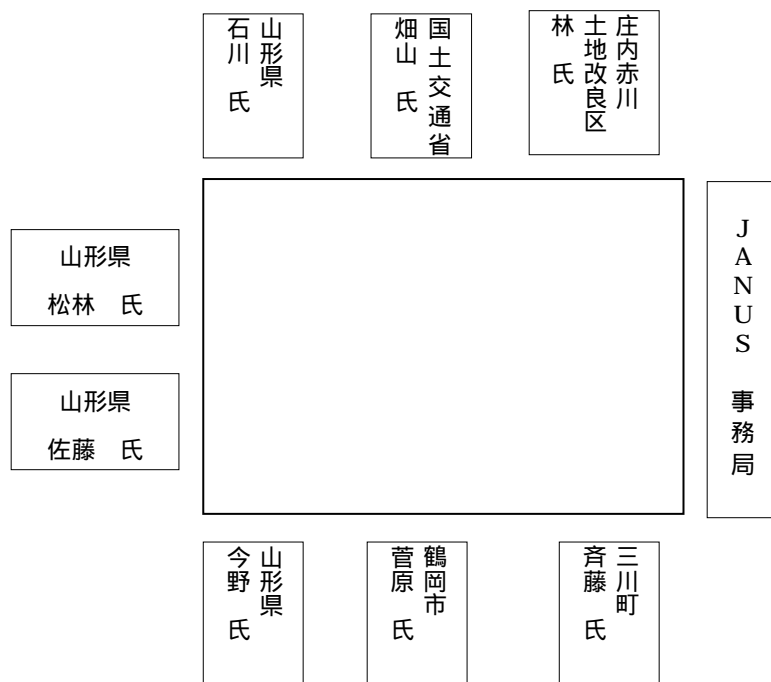 山形県
石川　氏
国土交通省
畑山　氏
庄内赤川
土地改良区
林　氏
山形県
松林　氏
山形県
佐藤　氏
JANUS 事務局
山形県
今野　氏
鶴岡市
菅原　氏
三川町
斉藤　氏